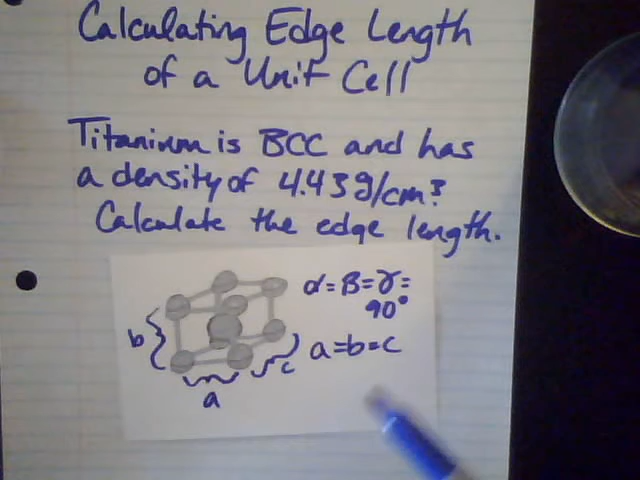 Calculating Edge Length
of a Unit Cell
Titanium is BCC and has
a density of 4.43 g/cm³.
Calculate the edge length.
α=β=γ=
90°
b
a=b=c
c
a